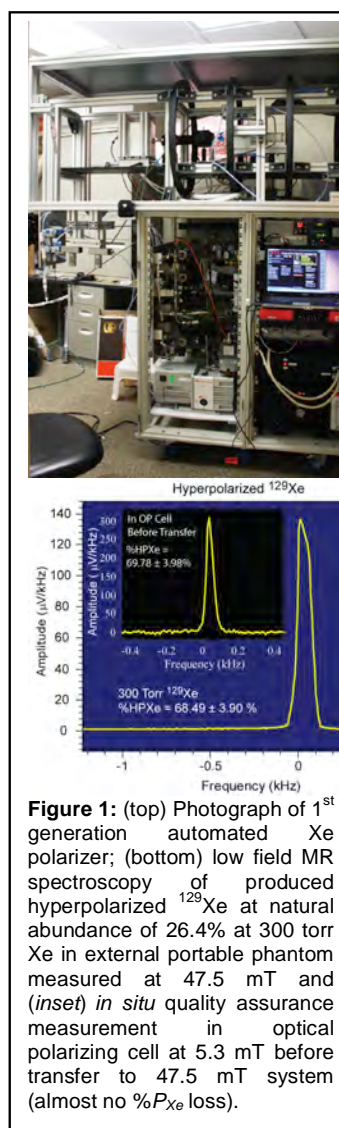 Hyperpolarized ¹²⁹Xe
140
120
100
80
60
40
20
0
Amplitude (µV/kHz)
300
250
200
150
100
50
0
Amplitude (µV/kHz)
In OP Cell
Before Transfer
%HPXe =
69.78 ± 3.98%
-0.4 -0.2 0.0 0.2 0.4
Frequency (kHz)
300 Torr ¹²⁹Xe
%HPXe = 68.49 ± 3.90 %
-1 -0.5 0
Frequency (kHz)
Figure 1: (top) Photograph of 1st
generation automated Xe
polarizer; (bottom) low field MR
spectroscopy of produced
hyperpolarized ¹²⁹Xe at natural
abundance of 26.4% at 300 torr
Xe in external portable phantom
measured at 47.5 mT and
(inset) in situ quality assurance
measurement in optical
polarizing cell at 5.3 mT before
transfer to 47.5 mT system
(almost no %PXe loss).